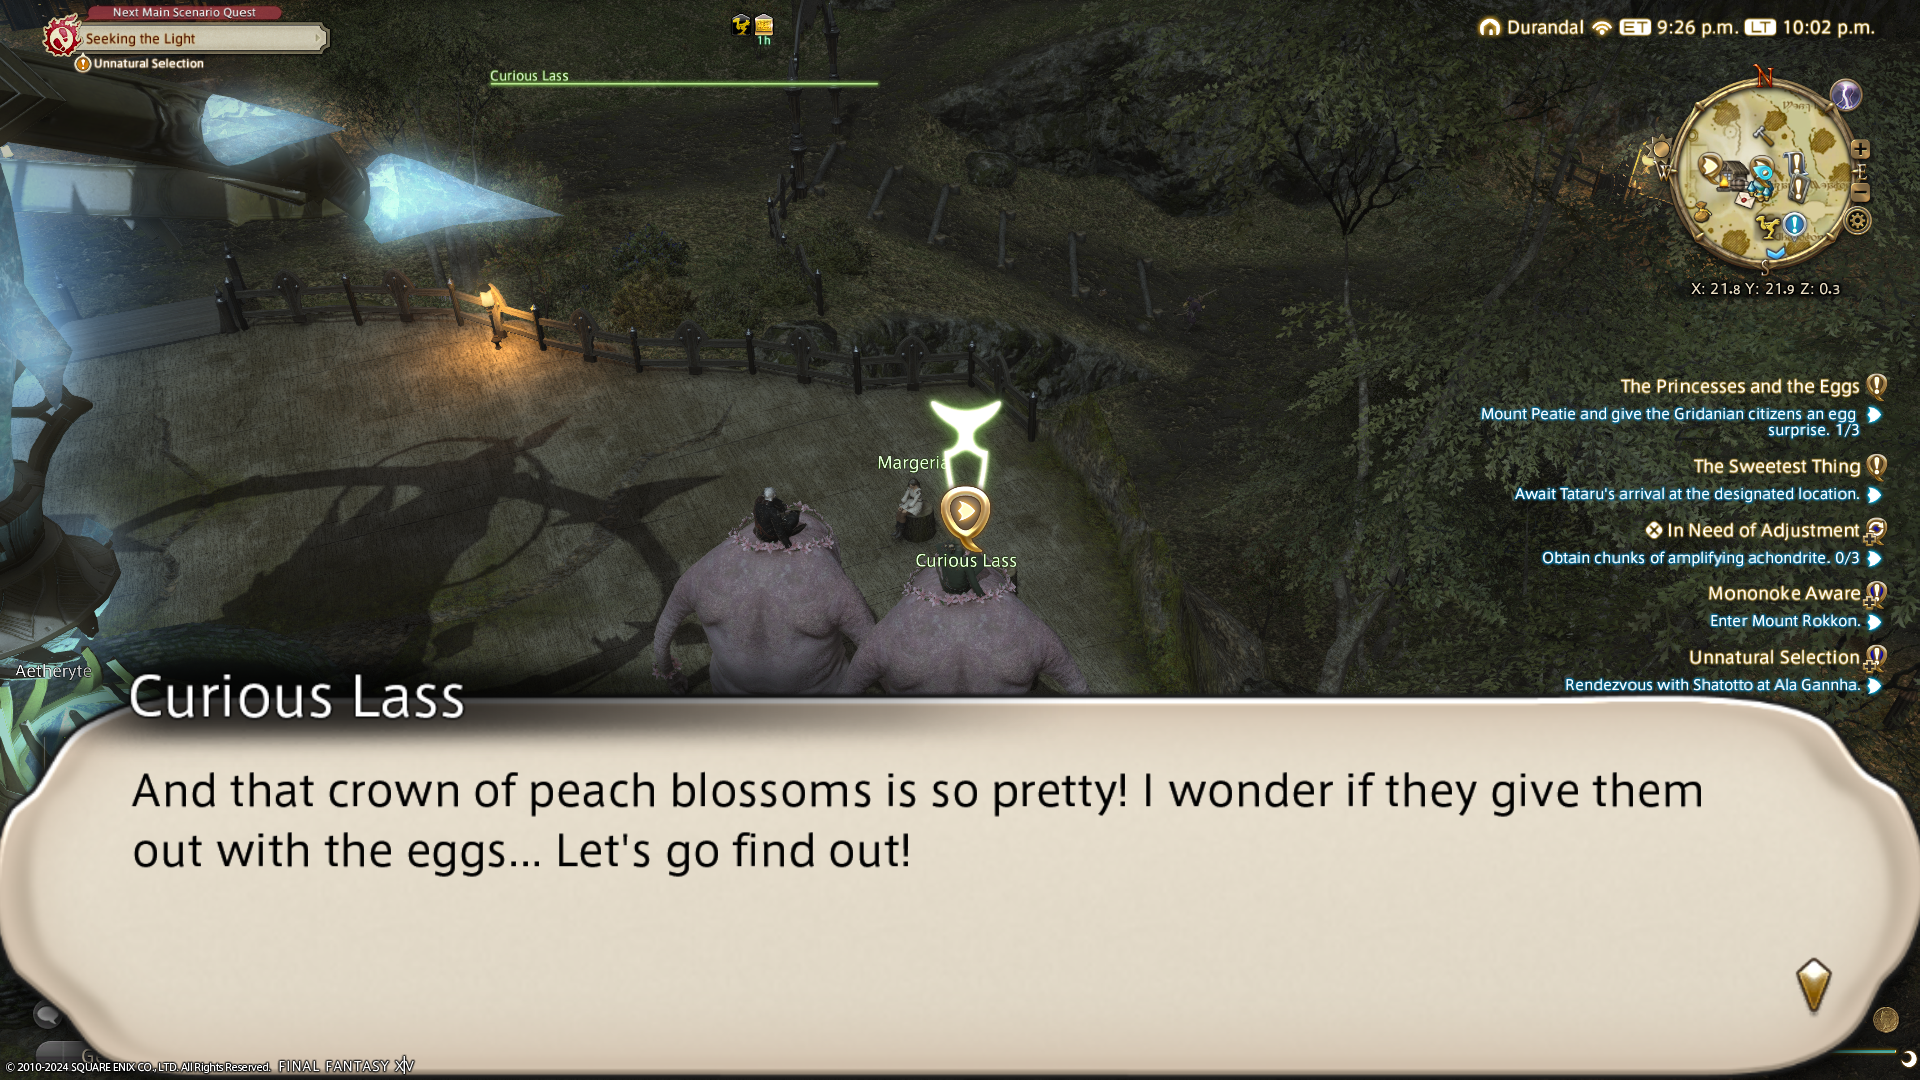 Next Main Scenario Quest
Seeking the Light
Unnatural Selection
1h
Curious Lass
Durandal ET 9:26 p.m. LT 10:02 p.m.
N
W
E
S
X: 21.8 Y: 21.9 Z: 0.3
The Princesses and the Eggs
Mount Peatie and give the Gridanian citizens an egg
surprise. 1/3
The Sweetest Thing
Await Tataru's arrival at the designated location.
In Need of Adjustment
Obtain chunks of amplifying achondrite. 0/3
Mononoke Aware
Enter Mount Rokkon.
Unnatural Selection
Rendezvous with Shatotto at Ala Gannha.
Margeria
Curious Lass
Aetheryte
Curious Lass
And that crown of peach blossoms is so pretty! I wonder if they give them
out with the eggs... Let's go find out!
© 2010-2024 SQUARE ENIX CO., LTD. All Rights Reserved. FINAL FANTASY XIV